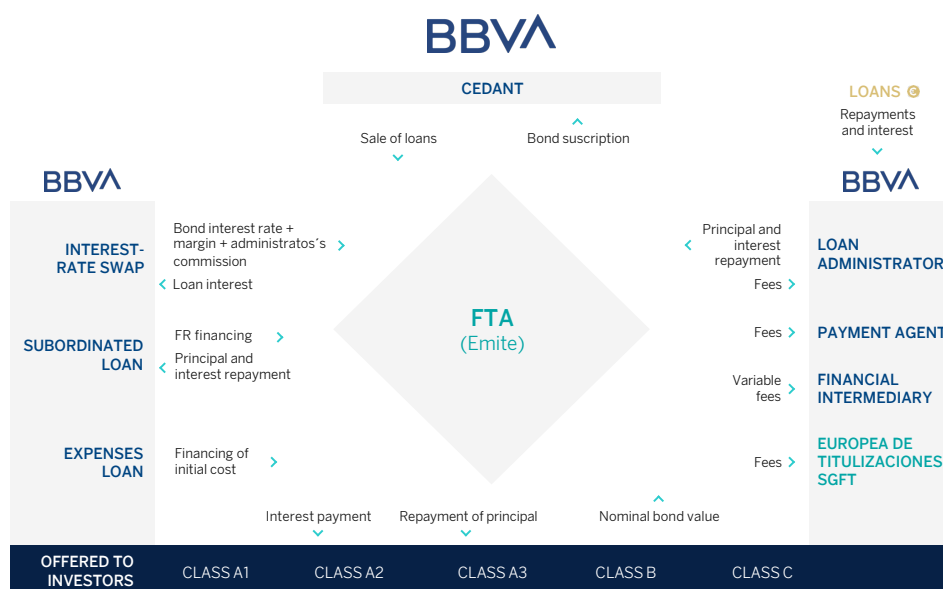 BBVA
CEDANT
LOANS
Repayments
and interest
Sale of loans
Bond suscription
BBVA
BBVA
INTEREST-
RATE SWAP
Bond interest rate +
margin + administratos´s
commission
Loan interest
Principal and
interest
repayment
Fees
LOAN
ADMINISTRATOR
FTA
(Emite)
SUBORDINATED
LOAN
FR financing
Principal and
interest repayment
Fees
PAYMENT AGENT
Variable
fees
FINANCIAL
INTERMEDIARY
EXPENSES
LOAN
Financing of
initial cost
Fees
EUROPEA DE
TITULIZACIONES
SGFT
Interest payment
Repayment of principal
Nominal bond value
OFFERED TO
INVESTORS
CLASS A1
CLASS A2
CLASS A3
CLASS B
CLASS C